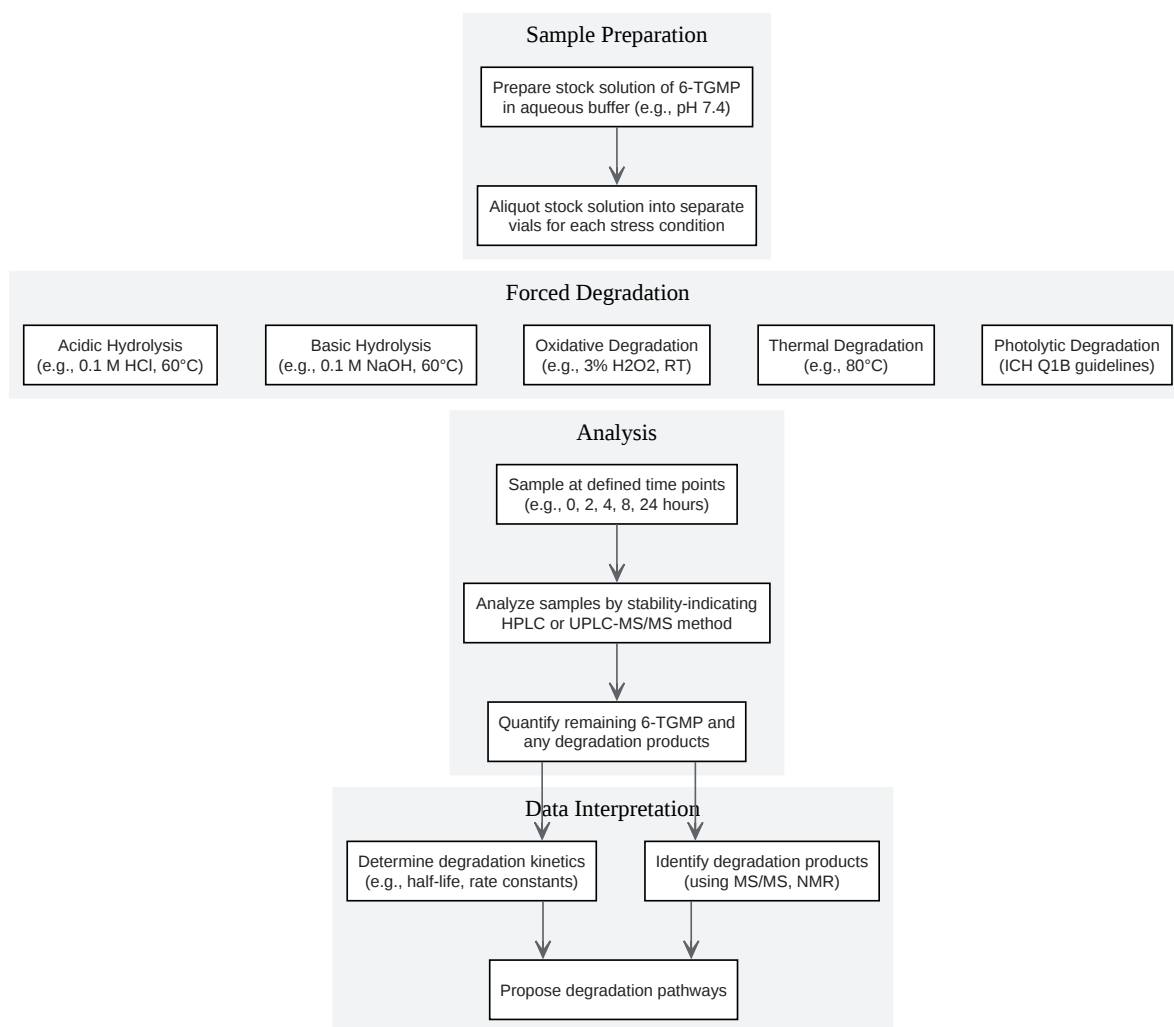 Sample Preparation
Prepare stock solution of 6-TGMP
in aqueous buffer (e.g., pH 7.4)
Aliquot stock solution into separate
vials for each stress condition
Forced Degradation
Acidic Hydrolysis
(e.g., 0.1 M HCl, 60°C)
Basic Hydrolysis
(e.g., 0.1 M NaOH, 60°C)
Oxidative Degradation
(e.g., 3% H2O2, RT)
Thermal Degradation
(e.g., 80°C)
Photolytic Degradation
(ICH Q1B guidelines)
Analysis
Sample at defined time points
(e.g., 0, 2, 4, 8, 24 hours)
Analyze samples by stability-indicating
HPLC or UPLC-MS/MS method
Quantify remaining 6-TGMP and
any degradation products
Data Interpretation
Determine degradation kinetics
(e.g., half-life, rate constants)
Identify degradation products
(using MS/MS, NMR)
Propose degradation pathways